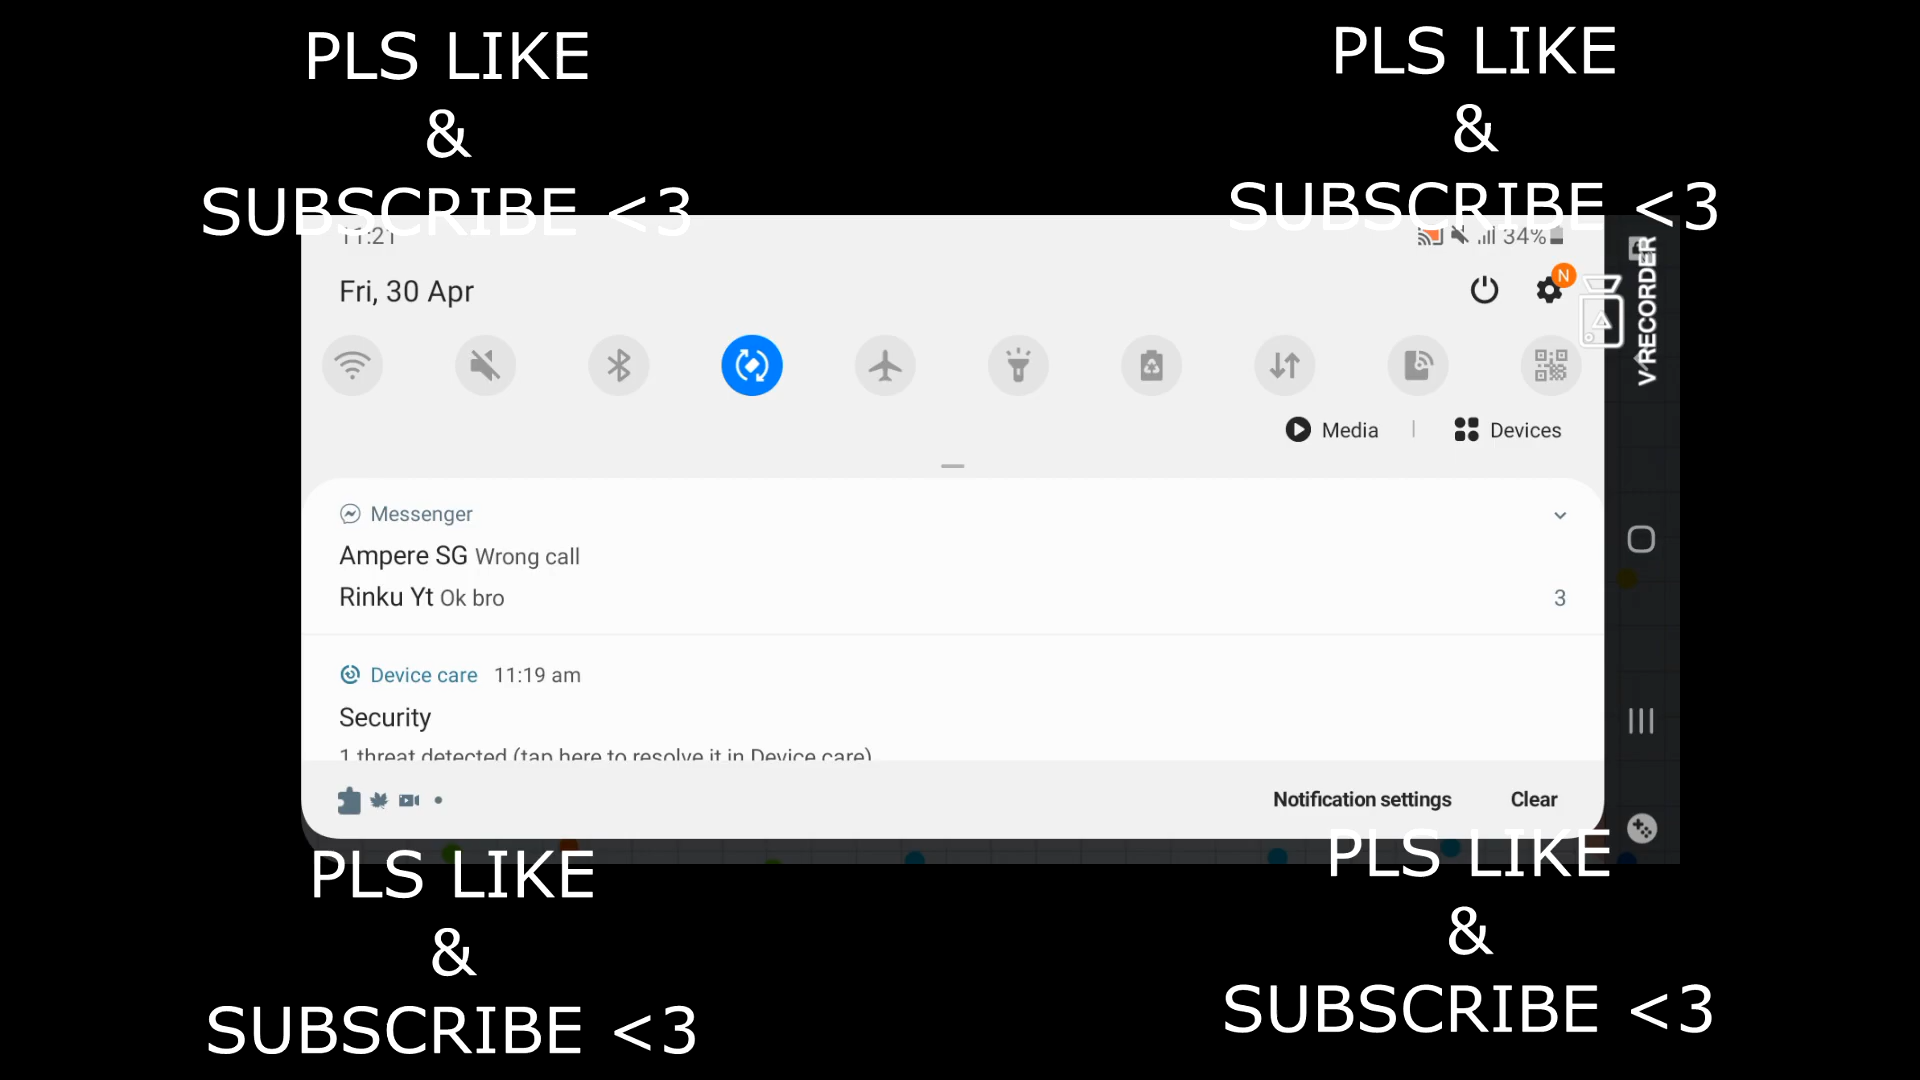 PLS LIKE
&
SUBSCRIBE <3
PLS LIKE
&
SUBSCRIBE <3
11:21
34%
Fri, 30 Apr
N
V RECORDER
Media | Devices
Messenger
Ampere SG Wrong call
Rinku Yt Ok bro 3
Device care 11:19 am
Security
1 threat detected (tap here to resolve it in Device care)
Notification settings Clear
PLS LIKE
&
SUBSCRIBE <3
PLS LIKE
&
SUBSCRIBE <3